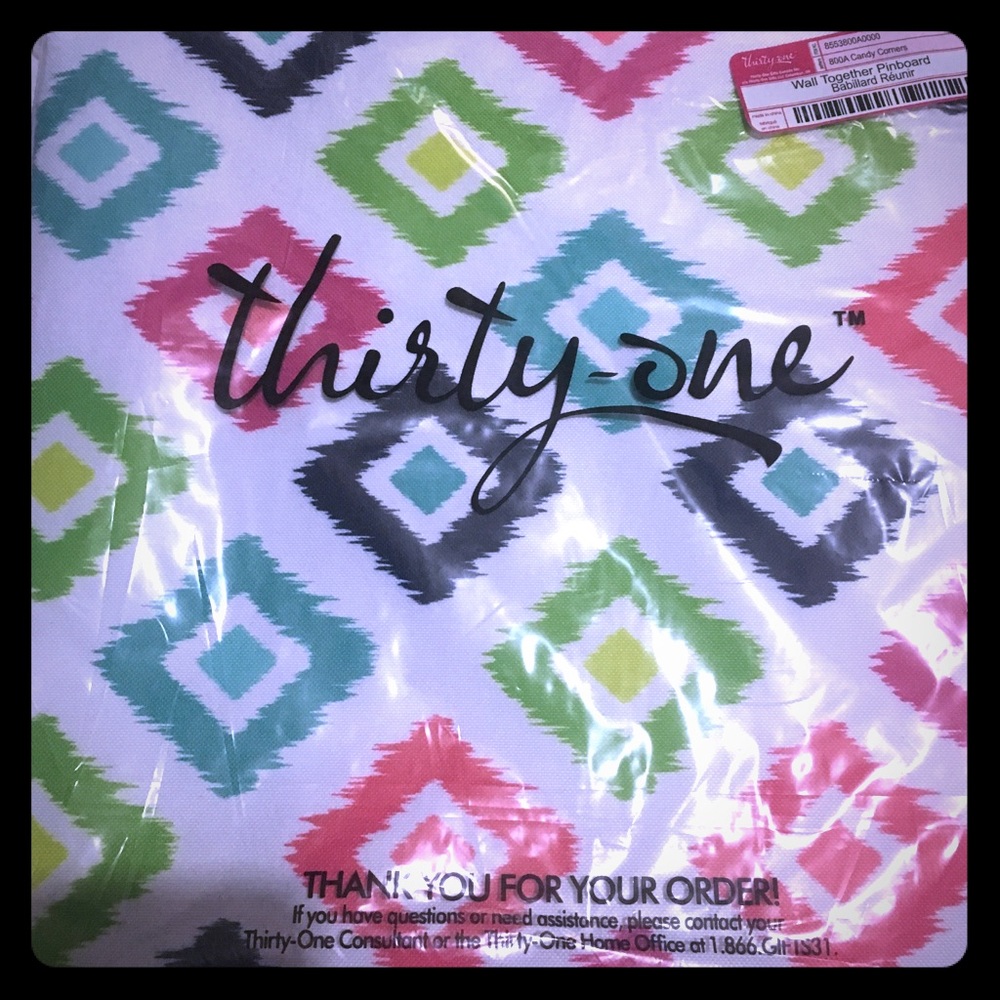 thirty-one
8553800A0000
800A Candy Corners
Wall Together Pinboard
Babillard Réunir
thirty-one™
THANK YOU FOR YOUR ORDER!
If you have questions or need assistance, please contact your
Thirty-One Consultant or the Thirty-One Home Office at 1.866.GIFTS31.